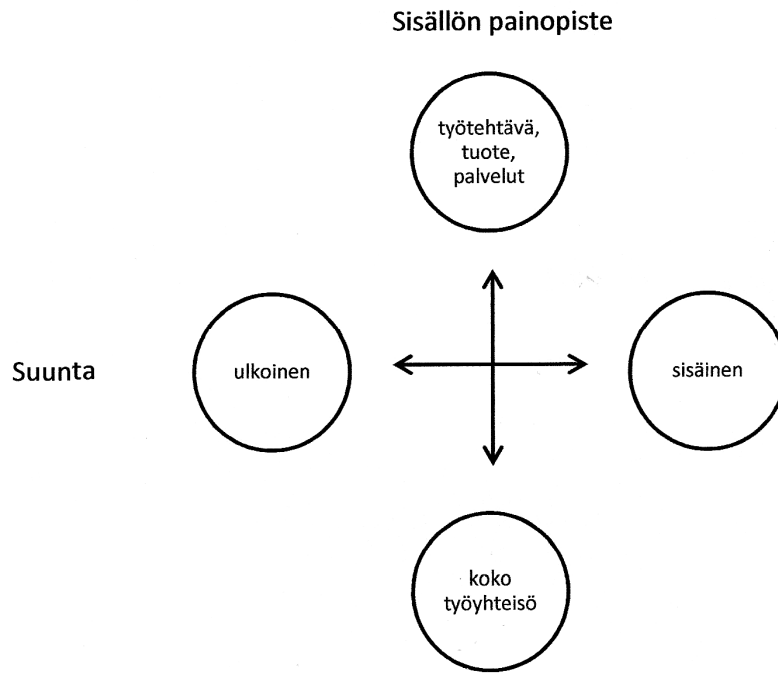 Sisällön painopiste
työtehtävä,
tuote,
palvelut
Suunta
ulkoinen
sisäinen
koko
työyhteisö